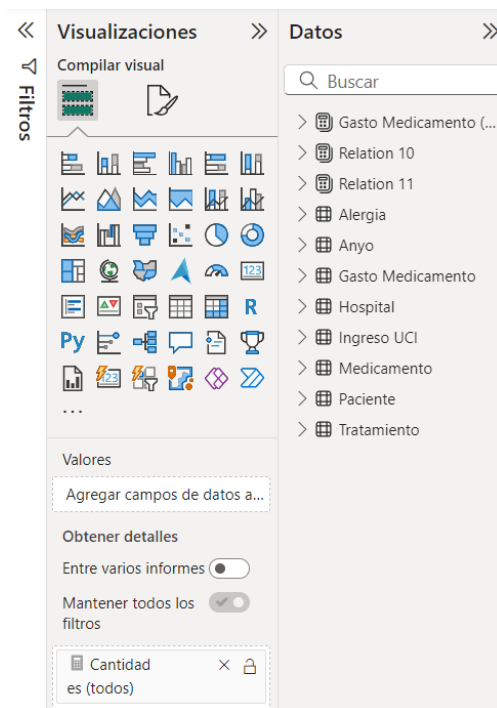 Filtros
Visualizaciones
Compilar visual
123
R
Py
123
...
Valores
Agregar campos de datos a...
Obtener detalles
Entre varios informes
Mantener todos los
filtros
Cantidad
es (todos)
Datos
Buscar
Gasto Medicamento (...
Relation 10
Relation 11
Alergia
Anyo
Gasto Medicamento
Hospital
Ingreso UCI
Medicamento
Paciente
Tratamiento